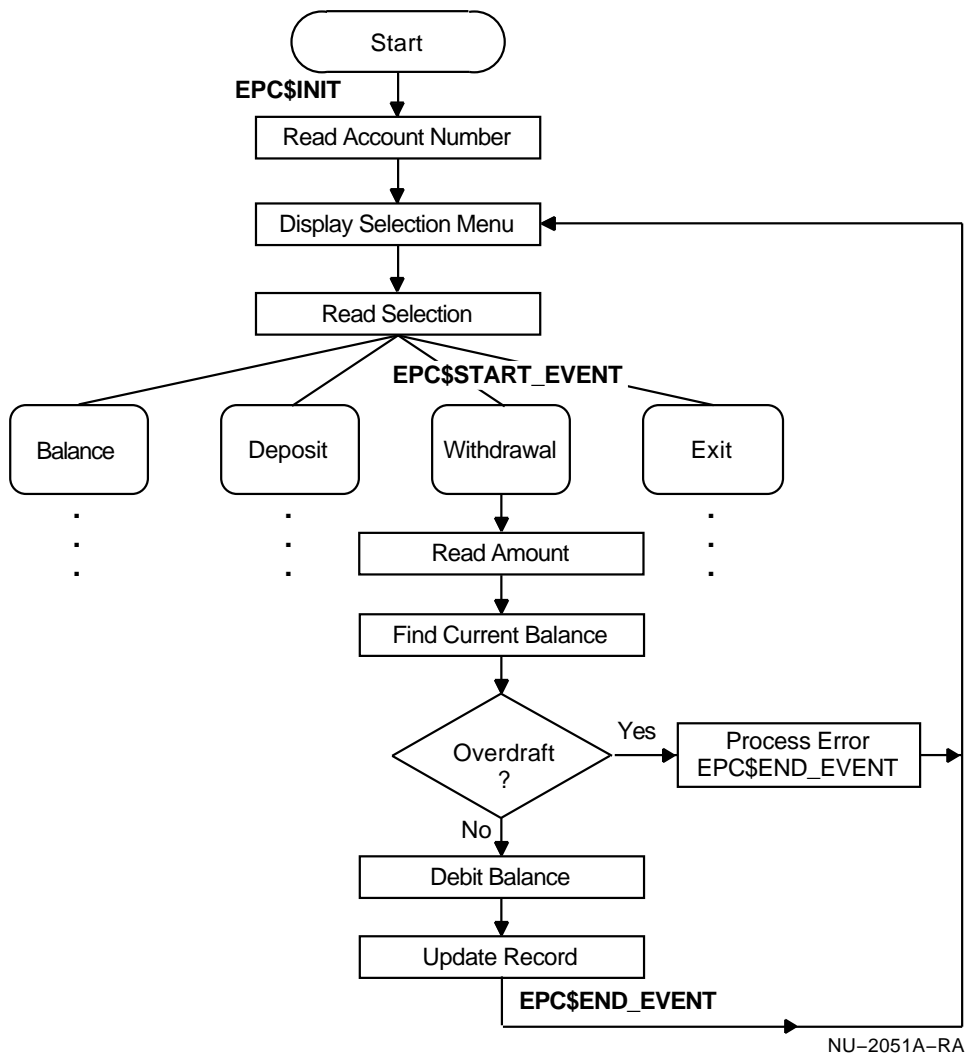 Start
EPC$INIT
Read Account Number
Display Selection Menu
Read Selection
EPC$START_EVENT
Balance
Deposit
Withdrawal
Exit
Read Amount
Find Current Balance
Overdraft
?
Yes
Process Error
EPC$END_EVENT
No
Debit Balance
Update Record
EPC$END_EVENT
NU−2051A−RA